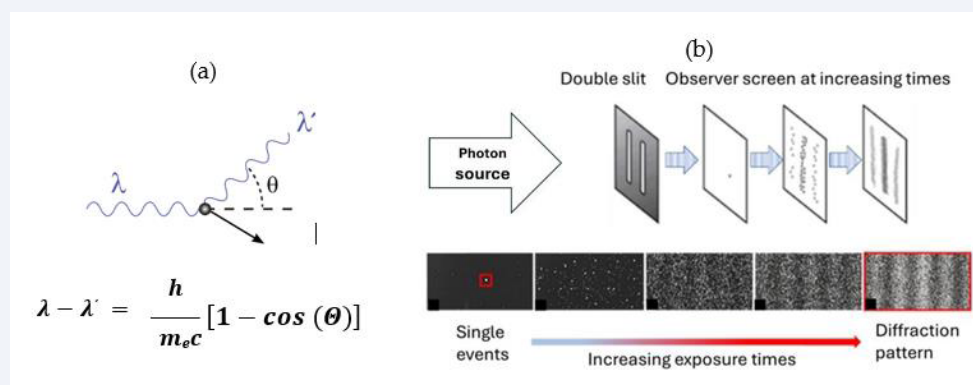 (a)
λ
λ′
θ
λ − λ′ = h / mₑc [1 − cos (Θ)]
(b)
Double slit Observer screen at increasing times
Photon
source
Single
events
Increasing exposure times
Diffraction
pattern